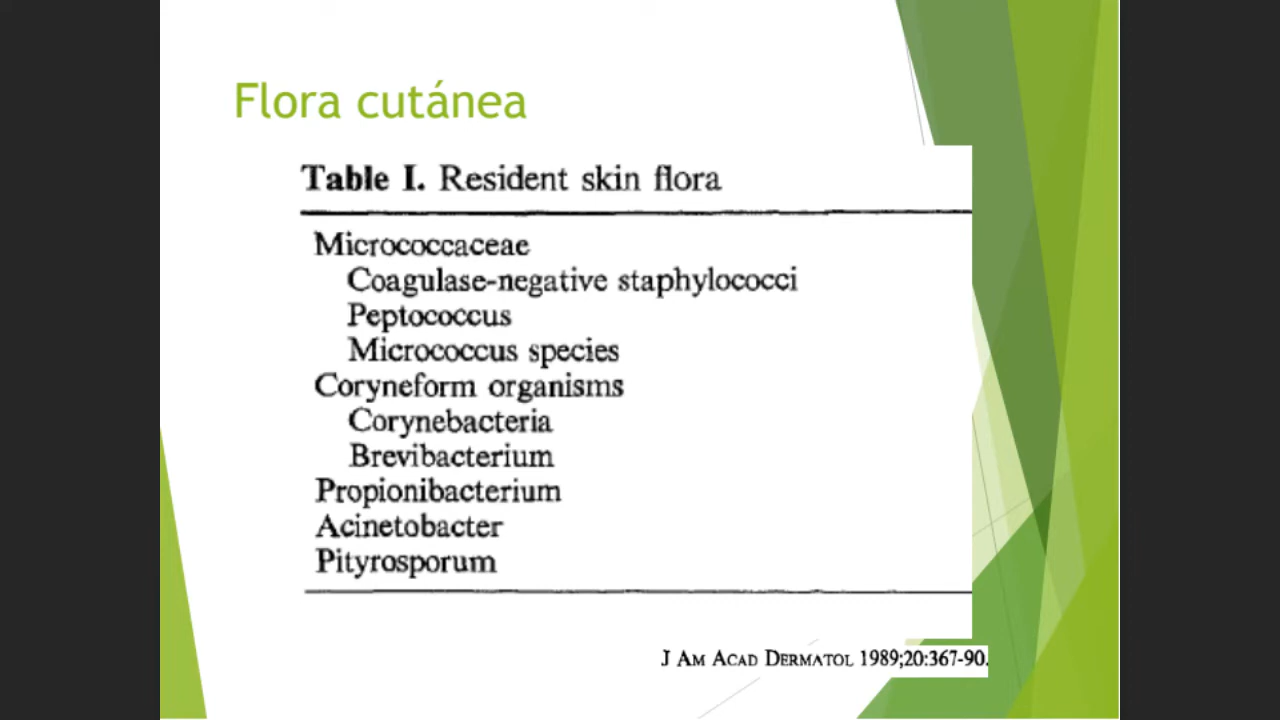 Flora cutánea
Table I. Resident skin flora
Micrococcaceae
Coagulase-negative staphylococci
Peptococcus
Micrococcus species
Coryneform organisms
Corynebacteria
Brevibacterium
Propionibacterium
Acinetobacter
Pityrosporum
J AM ACAD DERMATOL 1989;20:367-90.